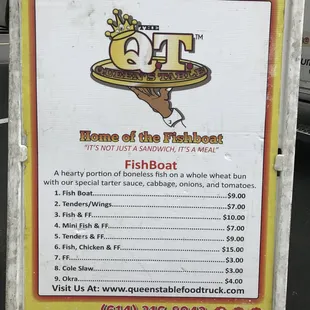 THE
Q.T.™
QUEEN'S TABLE
Home of the Fishboat
"IT'S NOT JUST A SANDWICH, IT'S A MEAL"
FishBoat
A hearty portion of boneless fish on a whole wheat bun
with our special tarter sauce, cabbage, onions, and tomatoes.
1. Fish Boat $9.00
2. Tenders/Wings $7.00
3. Fish & FF $10.00
4. Mini Fish & FF $7.00
5. Tenders & FF $9.00
6. Fish, Chicken & FF $15.00
7. FF $3.00
8. Cole Slaw $3.00
9. Okra $4.00
Visit Us At: www.queenstablefoodtruck.com